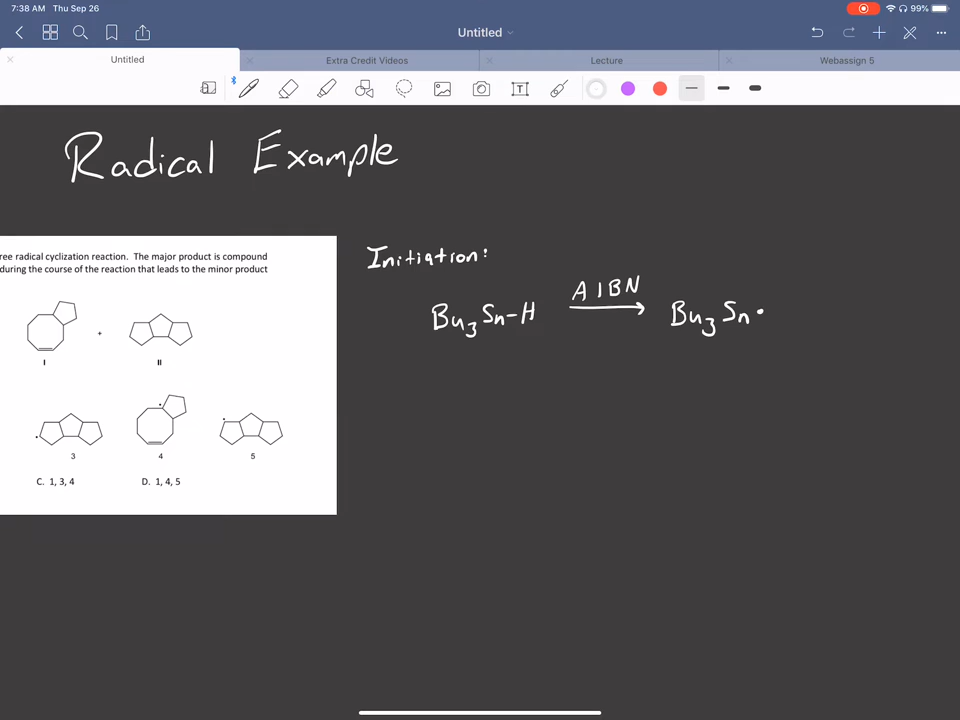 7:38 AM Thu Sep 26
99%
Untitled
Untitled
Extra Credit Videos
Lecture
Webassign 5
T
Radical Example
ree radical cyclization reaction. The major product is compound
during the course of the reaction that leads to the minor product
+
I
II
3
4
5
C. 1, 3, 4
D. 1, 4, 5
Initiation:
Bu3Sn-H AIBN → Bu3Sn•